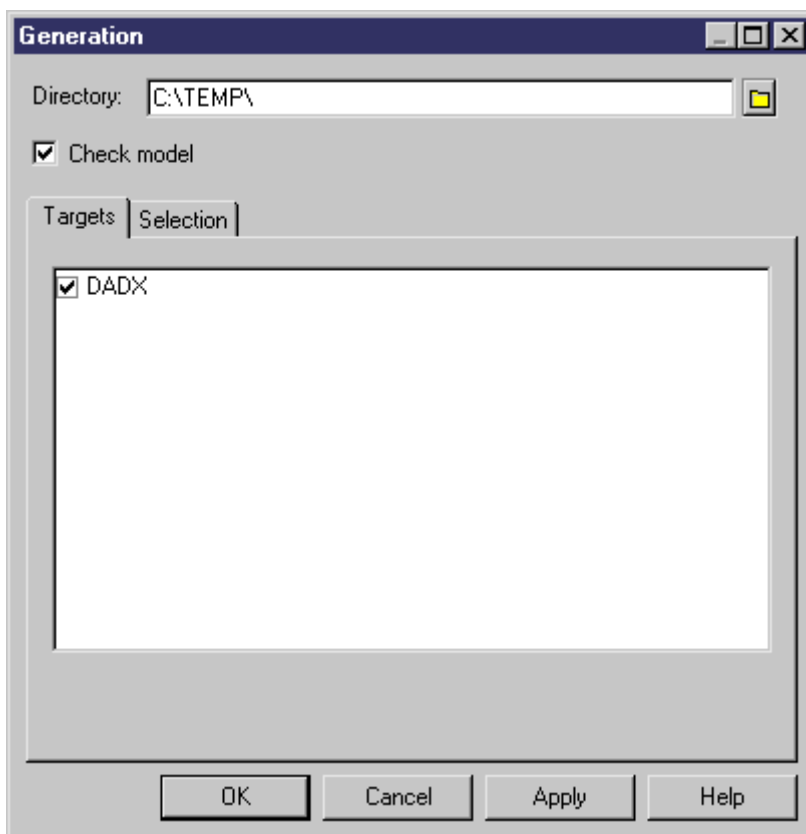 Generation
Directory: C:\TEMP\
Check model
Targets Selection
DADX
OK Cancel Apply Help